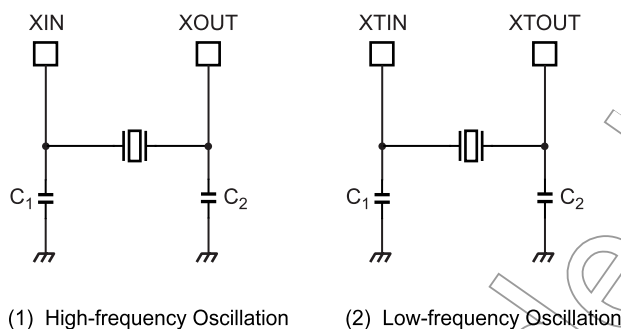 XIN XOUT XTIN XTOUT
C1 C2 C1 C2
(1) High-frequency Oscillation (2) Low-frequency Oscillation